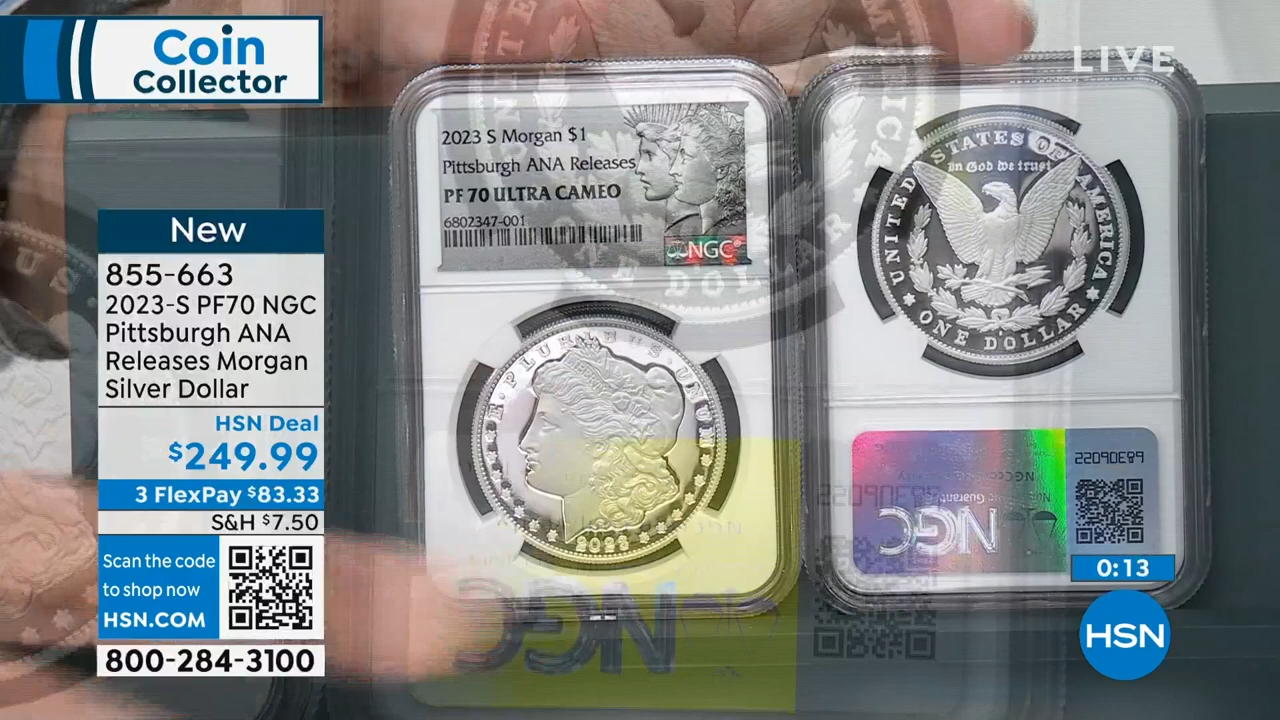 Coin
Collector
LIVE
New
855-663
2023-S PF70 NGC
Pittsburgh ANA
Releases Morgan
Silver Dollar
HSN Deal
$249.99
3 FlexPay $83.33
S&H $7.50
Scan the code
to shop now
HSN.COM
800-284-3100
2023 S Morgan $1
Pittsburgh ANA Releases
PF 70 ULTRA CAMEO
6802347-001
NGC
E PLURIBUS UNUM
2023
UNITED STATES OF AMERICA
In God We trust
ONE DOLLAR
NGC
0:13
HSN
AMERICA
DOLLAR
NGC